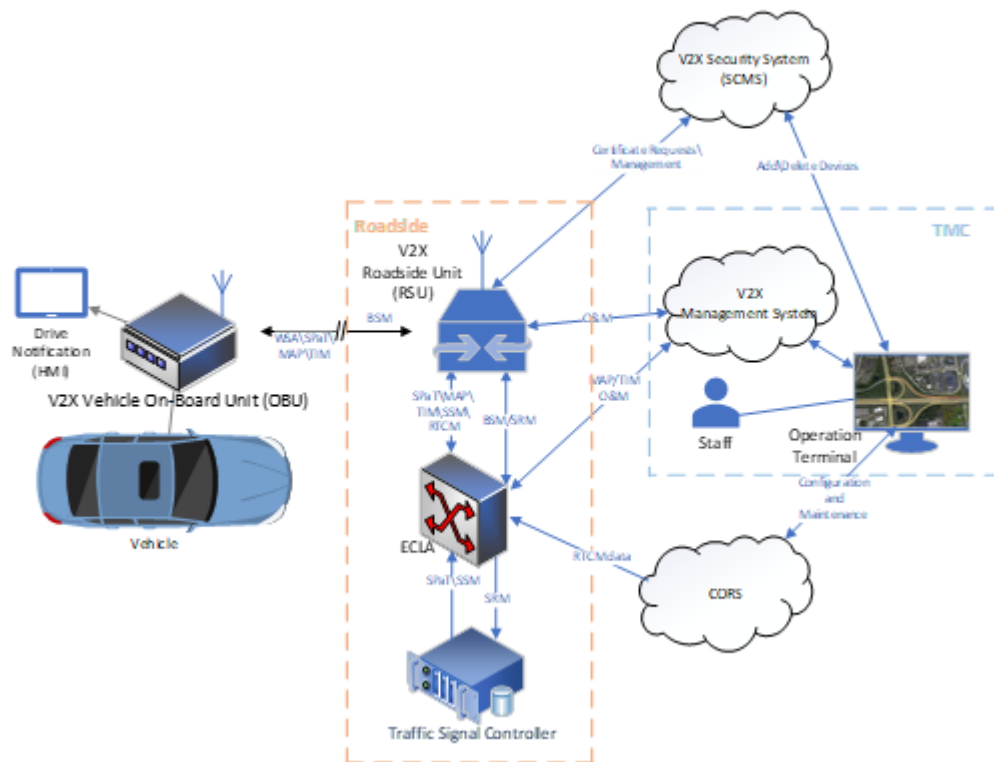 V2X Security System
(SCMS)
Certificate Requests\
Management
Add\Delete Devices
Roadside
TMC
V2X
Roadside Unit
(RSU)
V2X
Management System
Drive
Notification
(HMI)
BSM
WSA\SPaT\
MAP\TIM
O&M
V2X Vehicle On-Board Unit (OBU)
SPaT\MAP\
TIM\SSM\
RTCM
BSM/SRM
MAP/TIM
O&M
Staff
Operation
Terminal
Configuration
and
Maintenance
Vehicle
ECLA
RTCMdata
SPaT\SSM
SRM
CORS
Traffic Signal Controller